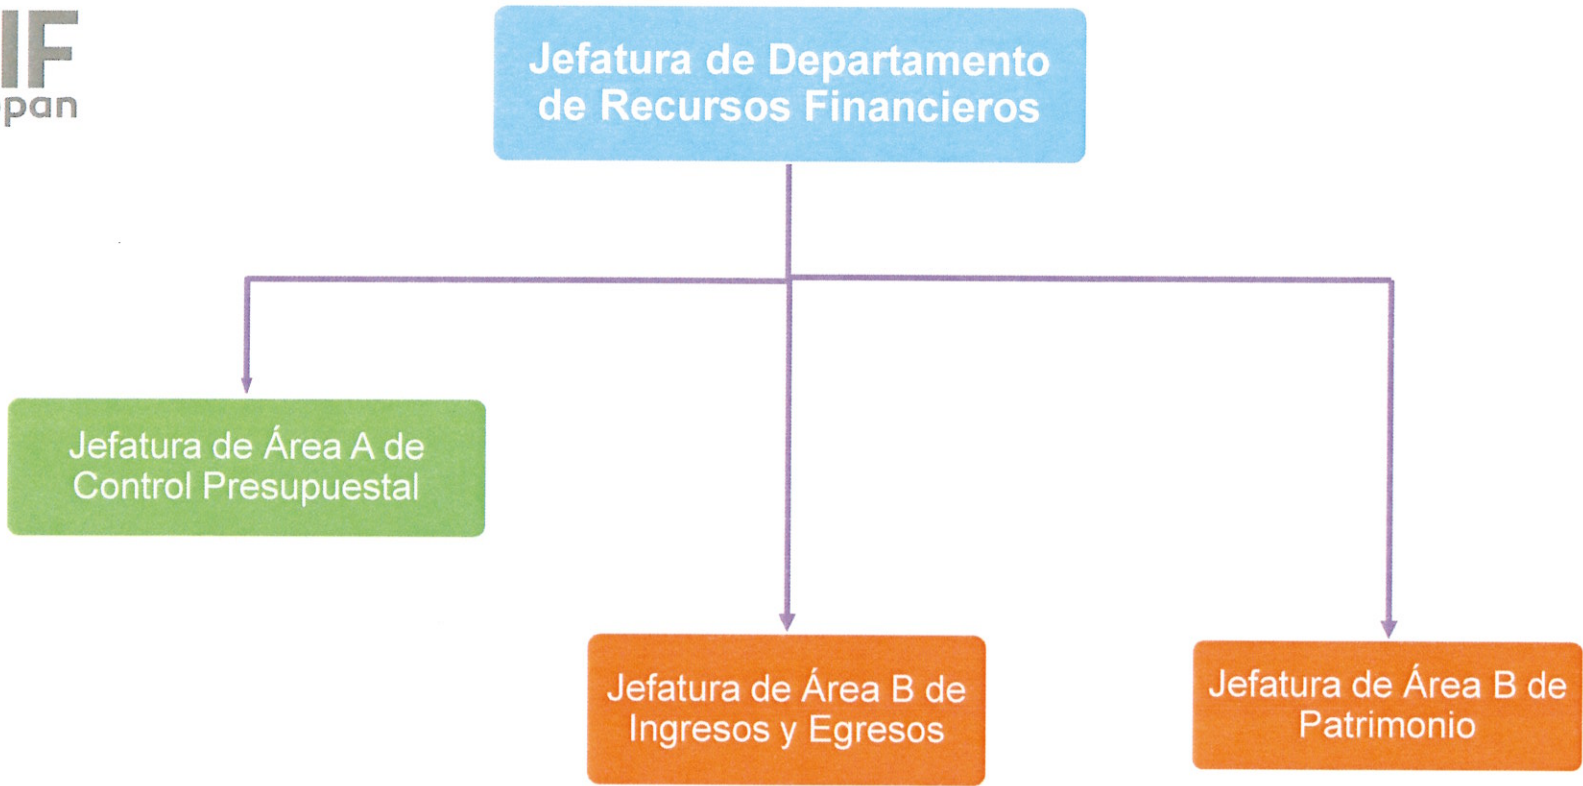 IF
pan
Jefatura de Departamento
de Recursos Financieros
Jefatura de Área A de
Control Presupuestal
Jefatura de Área B de
Ingresos y Egresos
Jefatura de Área B de
Patrimonio